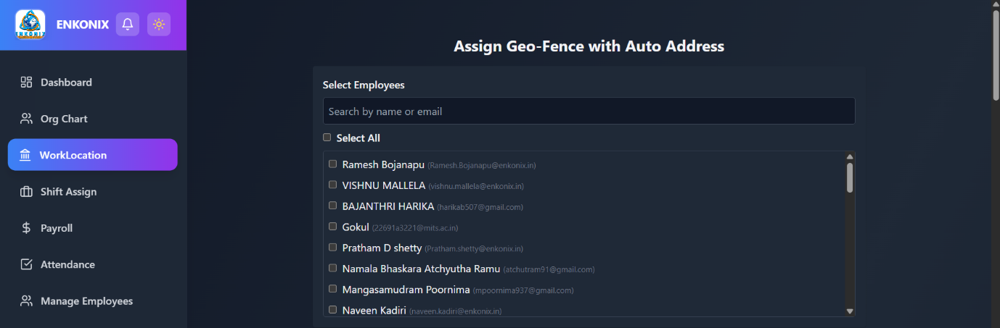 ENKONIX
ENKONIX
Dashboard
Org Chart
WorkLocation
Shift Assign
Payroll
Attendance
Manage Employees
Assign Geo-Fence with Auto Address
Select Employees
Search by name or email
Select All
Ramesh Bojanapu (Ramesh.Bojanapu@enkonix.in)
VISHNU MALLELA (vishnu.mallela@enkonix.in)
BAJANTHRI HARIKA (harikab507@gmail.com)
Gokul (22691a3221@mits.ac.in)
Pratham D shetty (Pratham.shetty@enkonix.in)
Namala Bhaskara Atchyutha Ramu (atchutram91@gmail.com)
Mangasamudram Poornima (mpoornima937@gmail.com)
Naveen Kadiri (naveen.kadiri@enkonix.in)